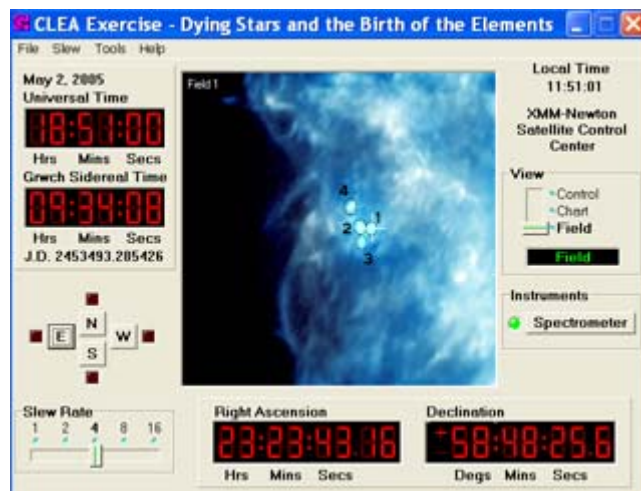 CLEA Exercise - Dying Stars and the Birth of the Elements
File Slew Tools Help
May 2, 2005
Universal Time
18:51:00
Hrs Mins Secs
Grwch Sidereal Time
09:34:08
Hrs Mins Secs
J.D. 2453493.285426
E
N
S
W
Slew Rate
1 2 4 8 16
Field 1
4
2
1
3
Local Time
11:51:01
XMM-Newton
Satellite Control
Center
View
Control
Chart
Field
Field
Instruments
Spectrometer
Right Ascension
23:23:43.16
Hrs Mins Secs
Declination
+58:48:25.6
Degs Mins Secs